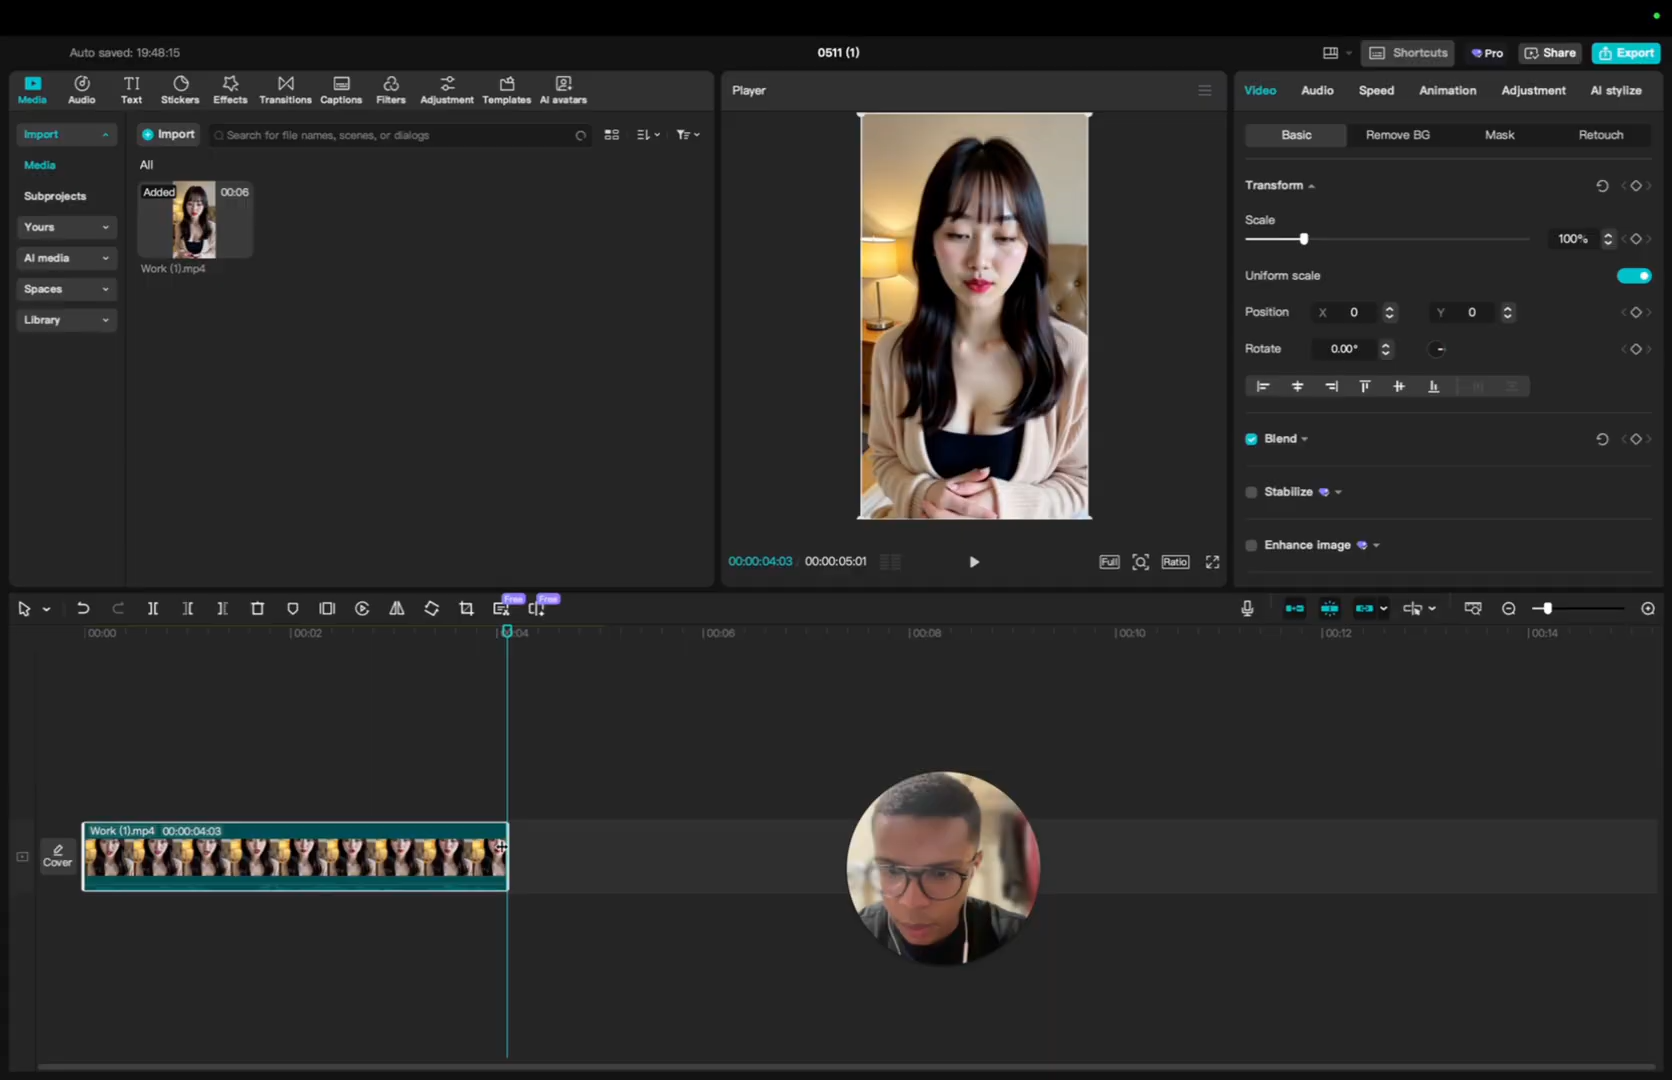 Auto saved: 19:48:15
0511 (1)
Shortcuts
Pro
Share
Export
Media
Audio
Text
Stickers
Effects
Transitions
Captions
Filters
Adjustment
Templates
AI avatars
Import
Media
Subprojects
Yours
AI media
Spaces
Library
Import
Search for file names, scenes, or dialogs
All
Added
00:06
Work (1).mp4
Player
00:00:04:03
00:00:05:01
Full
Ratio
Video
Audio
Speed
Animation
Adjustment
AI stylize
Basic
Remove BG
Mask
Retouch
Transform
Scale
100%
Uniform scale
Position
X
0
Y
0
Rotate
0.00°
Blend
Stabilize
Enhance image
Free
Free
00:00
00:02
00:04
00:06
00:08
00:10
00:12
00:14
Cover
Work (1).mp4
00:00:04:03